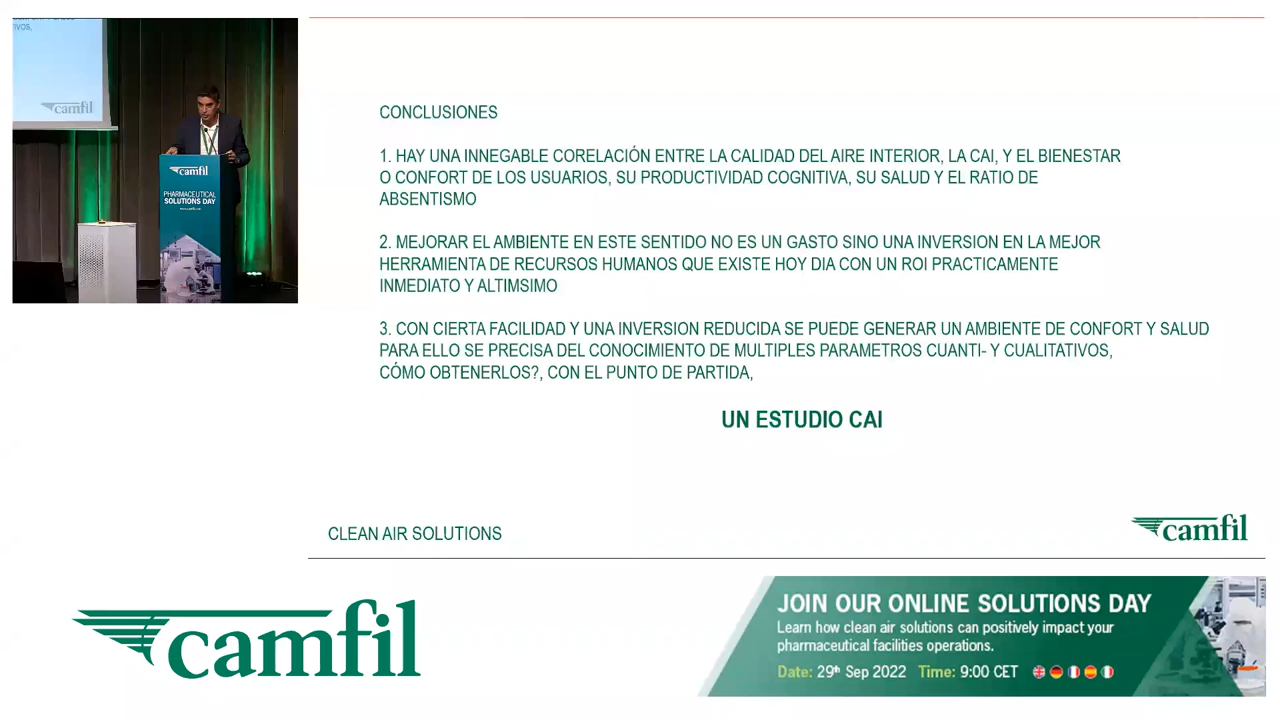 IVOS,
camfil
camfil
PHARMACEUTICAL
SOLUTIONS DAY
www.camfil.com
CONCLUSIONES
1. HAY UNA INNEGABLE CORELACIÓN ENTRE LA CALIDAD DEL AIRE INTERIOR, LA CAI, Y EL BIENESTAR
O CONFORT DE LOS USUARIOS, SU PRODUCTIVIDAD COGNITIVA, SU SALUD Y EL RATIO DE
ABSENTISMO
2. MEJORAR EL AMBIENTE EN ESTE SENTIDO NO ES UN GASTO SINO UNA INVERSION EN LA MEJOR
HERRAMIENTA DE RECURSOS HUMANOS QUE EXISTE HOY DIA CON UN ROI PRACTICAMENTE
INMEDIATO Y ALTIMSIMO
3. CON CIERTA FACILIDAD Y UNA INVERSION REDUCIDA SE PUEDE GENERAR UN AMBIENTE DE CONFORT Y SALUD
PARA ELLO SE PRECISA DEL CONOCIMIENTO DE MULTIPLES PARAMETROS CUANTI- Y CUALITATIVOS,
CÓMO OBTENERLOS?, CON EL PUNTO DE PARTIDA,
UN ESTUDIO CAI
CLEAN AIR SOLUTIONS
camfil
camfil
JOIN OUR ONLINE SOLUTIONS DAY
Learn how clean air solutions can positively impact your
pharmaceutical facilities operations.
Date: 29th Sep 2022 Time: 9:00 CET